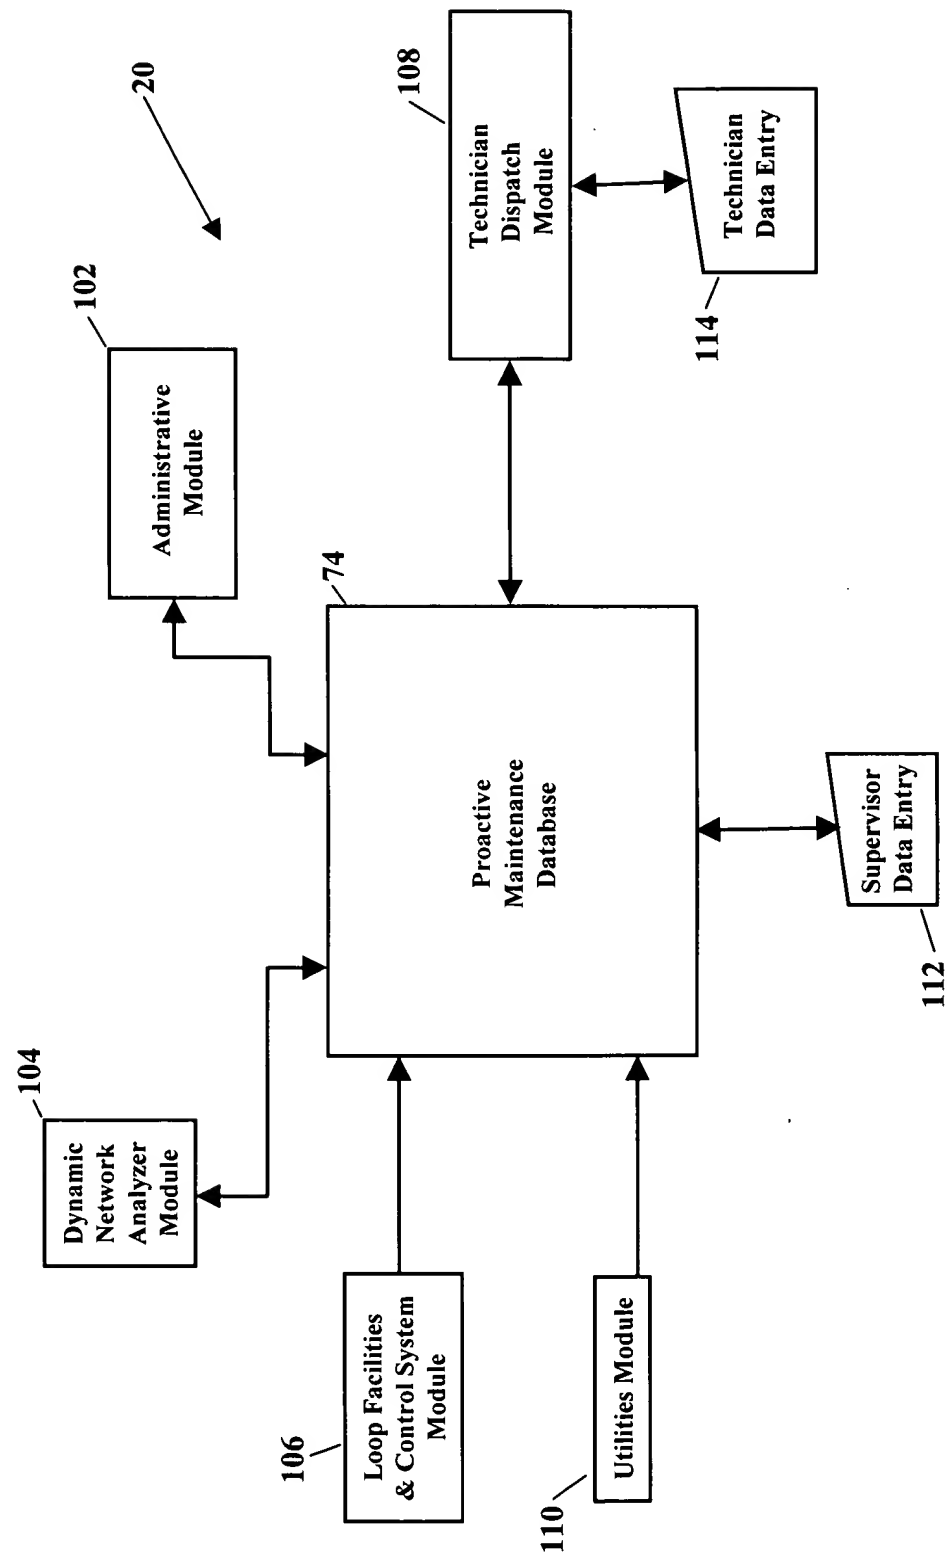 20
104
Dynamic
Network
Analyzer
Module
102
Administrative
Module
106
Loop Facilities
& Control System
Module
74
Proactive
Maintenance
Database
108
Technician
Dispatch
Module
110
Utilities Module
112
Supervisor
Data Entry
114
Technician
Data Entry